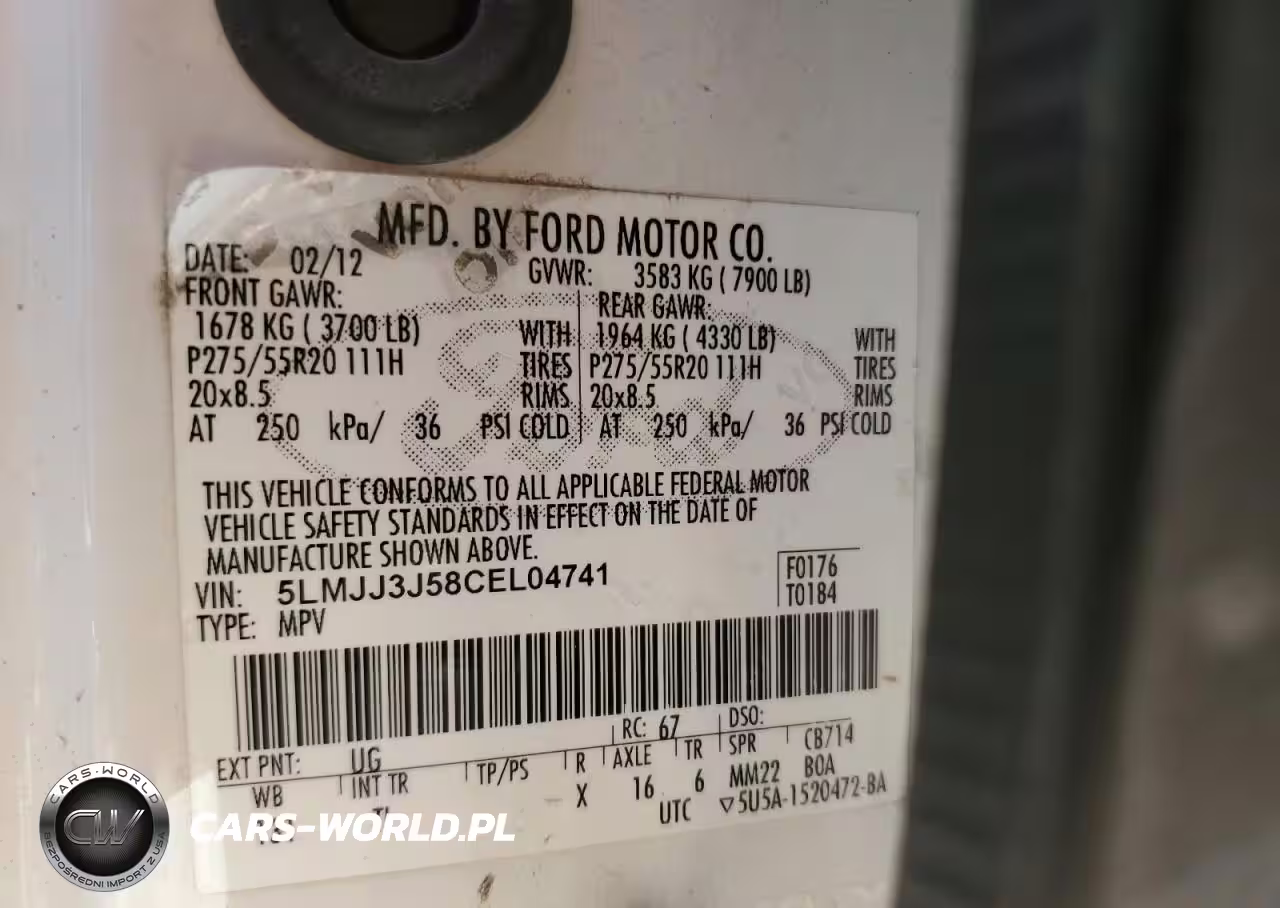 MFD. BY FORD MOTOR CO.
DATE: 02/12 GVWR: 3583 KG ( 7900 LB)
FRONT GAWR: REAR GAWR:
1678 KG ( 3700 LB) WITH 1964 KG ( 4330 LB) WITH
P275/55R20 111H TIRES P275/55R20 111H TIRES
20x8.5 RIMS 20x8.5 RIMS
AT 250 kPa/ 36 PSI COLD AT 250 kPa/ 36 PSI COLD
THIS VEHICLE CONFORMS TO ALL APPLICABLE FEDERAL MOTOR
VEHICLE SAFETY STANDARDS IN EFFECT ON THE DATE OF
MANUFACTURE SHOWN ABOVE.
VIN: 5LMJJ3J58CEL04741 F0176
TYPE: MPV T0184
EXT PNT: UG RC: 67 DSO:
WB INT TR TP/PS R AXLE TR SPR CB714
X 16 6 MM22 BOA
UTC ▽5U5A-1520472-BA
CARS-WORLD
CW
BEZPOŚREDNI IMPORT Z USA
CARS-WORLD.PL